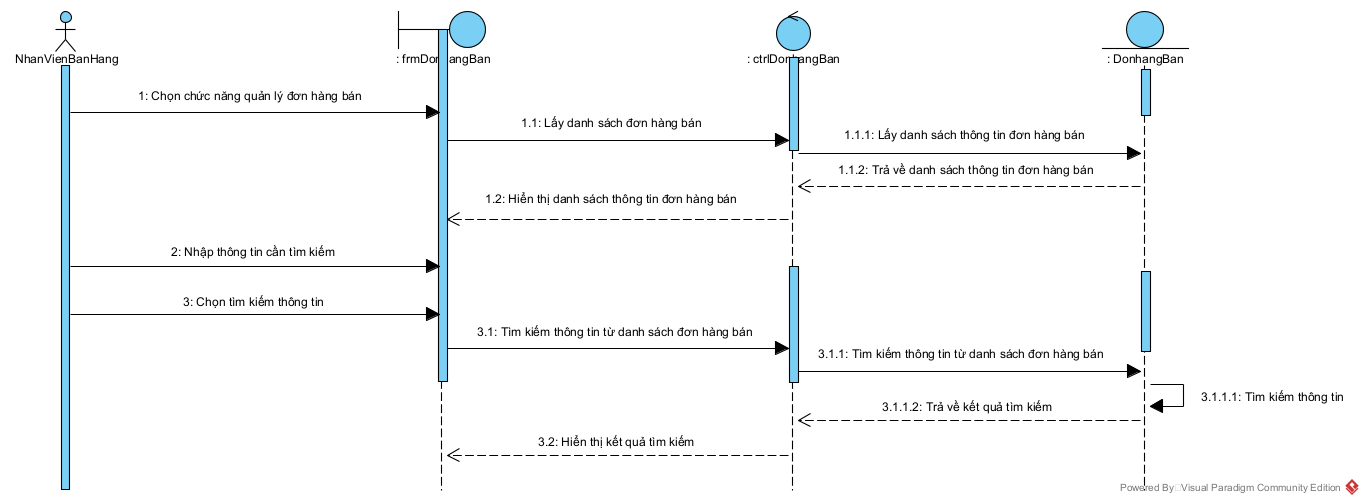 NhanVienBanHang
: frmDonhangBan
: ctrlDonhangBan
: DonhangBan
1: Chọn chức năng quản lý đơn hàng bán
1.1: Lấy danh sách đơn hàng bán
1.1.1: Lấy danh sách thông tin đơn hàng bán
1.1.2: Trả về danh sách thông tin đơn hàng bán
1.2: Hiển thị danh sách thông tin đơn hàng bán
2: Nhập thông tin cần tìm kiếm
3: Chọn tìm kiếm thông tin
3.1: Tìm kiếm thông tin từ danh sách đơn hàng bán
3.1.1: Tìm kiếm thông tin từ danh sách đơn hàng bán
3.1.1.1: Tìm kiếm thông tin
3.1.1.2: Trả về kết quả tìm kiếm
3.2: Hiển thị kết quả tìm kiếm
Powered By Visual Paradigm Community Edition